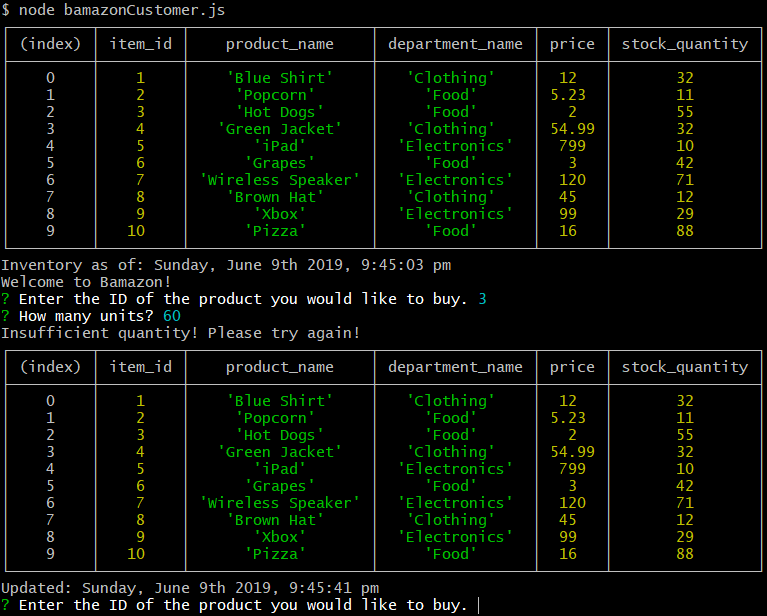 $ node bamazonCustomer.js
(index) item_id product_name department_name price stock_quantity
0 1 'Blue Shirt' 'Clothing' 12 32
1 2 'Popcorn' 'Food' 5.23 11
2 3 'Hot Dogs' 'Food' 2 55
3 4 'Green Jacket' 'Clothing' 54.99 32
4 5 'iPad' 'Electronics' 799 10
5 6 'Grapes' 'Food' 3 42
6 7 'Wireless Speaker' 'Electronics' 120 71
7 8 'Brown Hat' 'Clothing' 45 12
8 9 'Xbox' 'Electronics' 99 29
9 10 'Pizza' 'Food' 16 88
Inventory as of: Sunday, June 9th 2019, 9:45:03 pm
Welcome to Bamazon!
? Enter the ID of the product you would like to buy. 3
? How many units? 60
Insufficient quantity! Please try again!
(index) item_id product_name department_name price stock_quantity
0 1 'Blue Shirt' 'Clothing' 12 32
1 2 'Popcorn' 'Food' 5.23 11
2 3 'Hot Dogs' 'Food' 2 55
3 4 'Green Jacket' 'Clothing' 54.99 32
4 5 'iPad' 'Electronics' 799 10
5 6 'Grapes' 'Food' 3 42
6 7 'Wireless Speaker' 'Electronics' 120 71
7 8 'Brown Hat' 'Clothing' 45 12
8 9 'Xbox' 'Electronics' 99 29
9 10 'Pizza' 'Food' 16 88
Updated: Sunday, June 9th 2019, 9:45:41 pm
? Enter the ID of the product you would like to buy.